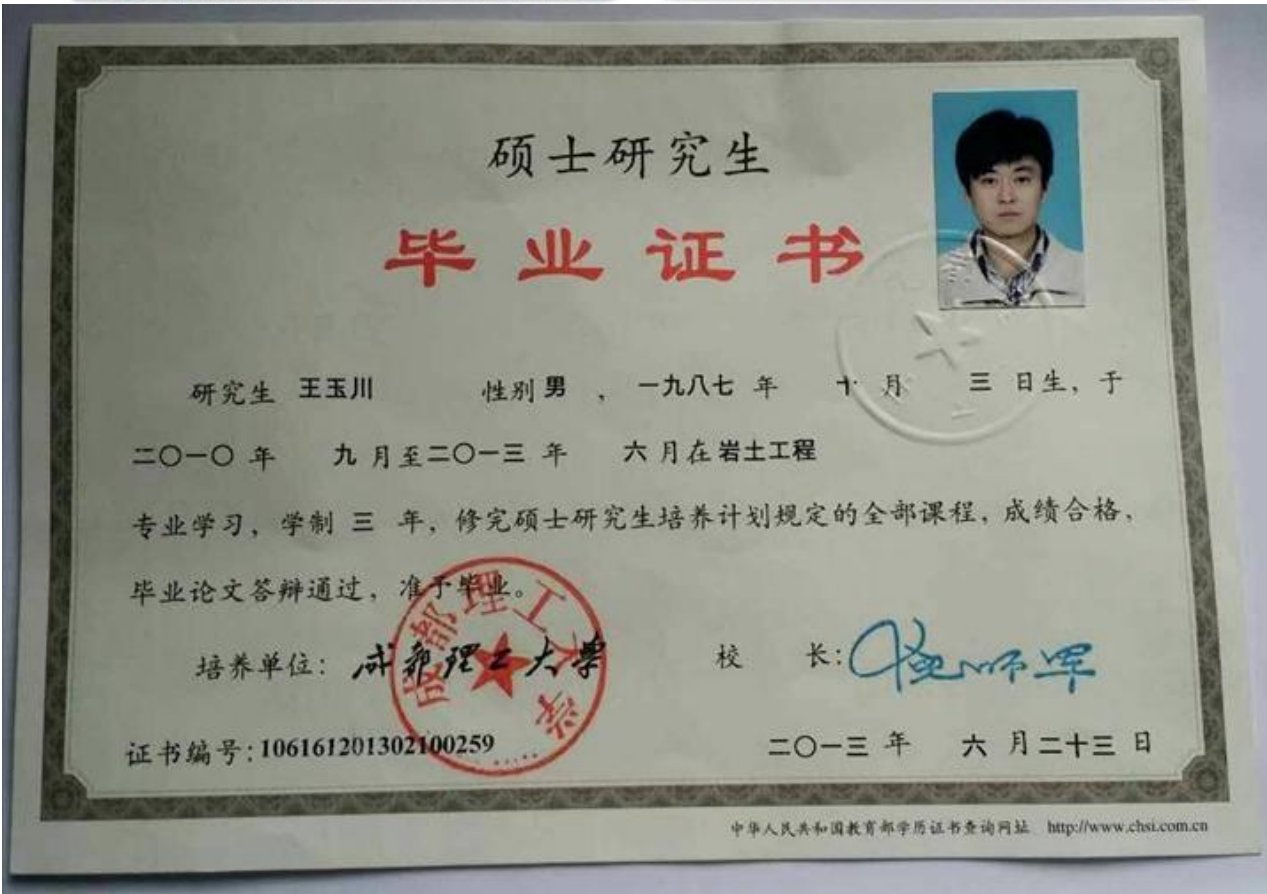 硕士研究生
毕业证书
研究生 王玉川 性别 男 ， 一九八七 年 十 月 三 日生，于
二〇一〇 年 九 月至二〇一三 年 六 月在 岩土工程
专业学习，学制 三 年，修完硕士研究生培养计划规定的全部课程，成绩合格，
毕业论文答辩通过，准予毕业。
培养单位：成都理工大学 校 长：
成都理工大学
证书编号：106161201302100259 二〇一三 年 六 月二十三 日
中华人民共和国教育部学历证书查询网址 http://www.chsi.com.cn